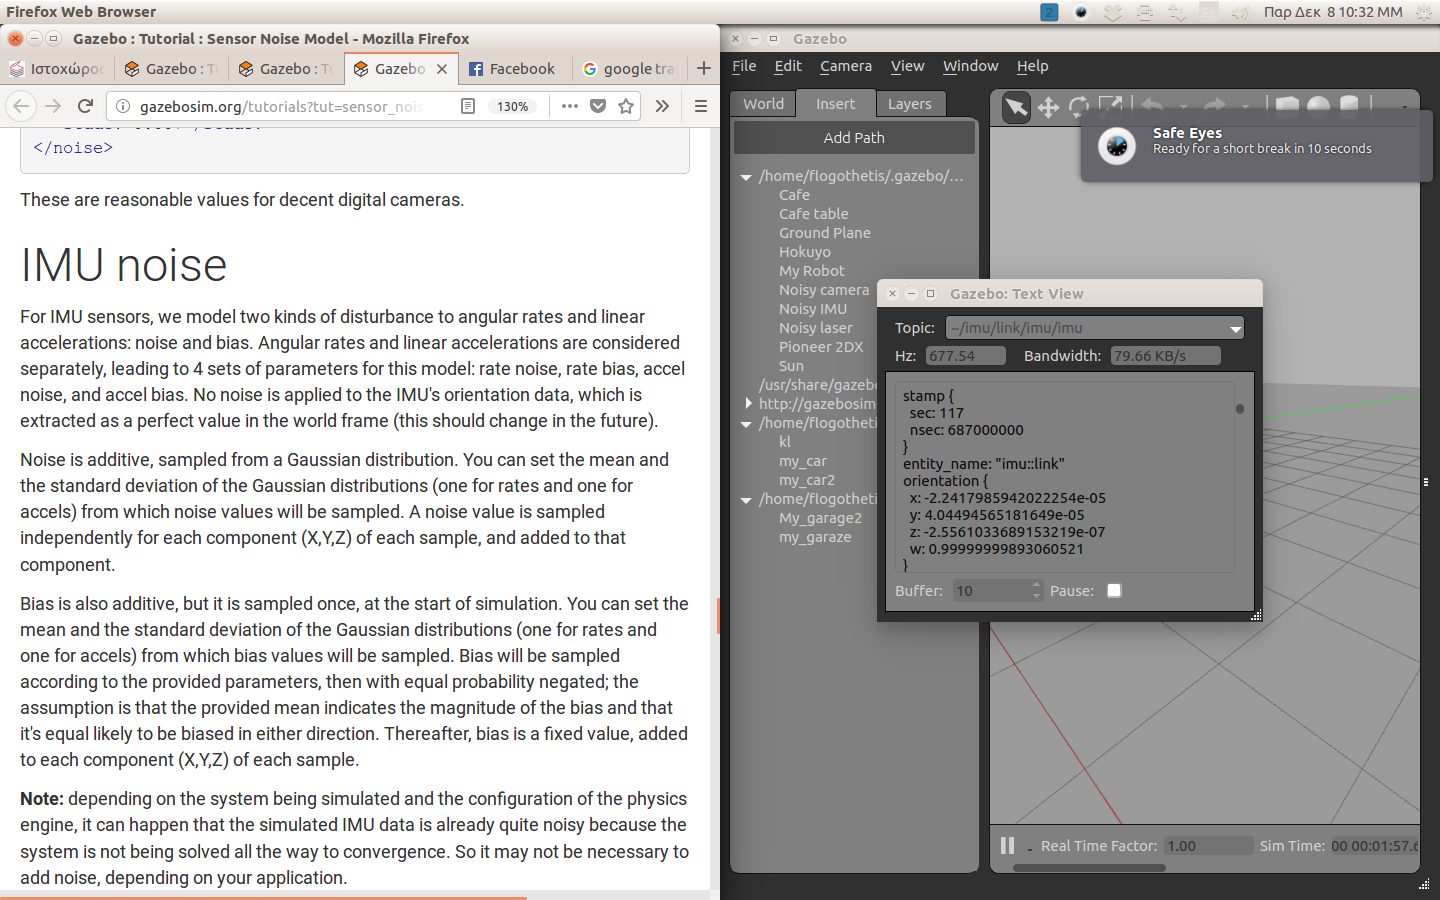 Firefox Web Browser
2
Παρ Δεκ 8 10:32 ΜΜ
Gazebo : Tutorial : Sensor Noise Model - Mozilla Firefox
Ιστοχώρο
Gazebo : T
Gazebo : T
Gazebo
Facebook
google tra
gazebosim.org/tutorials?tut=sensor_nois
130%
</noise>
These are reasonable values for decent digital cameras.
IMU noise
For IMU sensors, we model two kinds of disturbance to angular rates and linear
accelerations: noise and bias. Angular rates and linear accelerations are considered
separately, leading to 4 sets of parameters for this model: rate noise, rate bias, accel
noise, and accel bias. No noise is applied to the IMU's orientation data, which is
extracted as a perfect value in the world frame (this should change in the future).
Noise is additive, sampled from a Gaussian distribution. You can set the mean and
the standard deviation of the Gaussian distributions (one for rates and one for
accels) from which noise values will be sampled. A noise value is sampled
independently for each component (X,Y,Z) of each sample, and added to that
component.
Bias is also additive, but it is sampled once, at the start of simulation. You can set the
mean and the standard deviation of the Gaussian distributions (one for rates and
one for accels) from which bias values will be sampled. Bias will be sampled
according to the provided parameters, then with equal probability negated; the
assumption is that the provided mean indicates the magnitude of the bias and that
it's equal likely to be biased in either direction. Thereafter, bias is a fixed value, added
to each component (X,Y,Z) of each sample.
Note: depending on the system being simulated and the configuration of the physics
engine, it can happen that the simulated IMU data is already quite noisy because the
system is not being solved all the way to convergence. So it may not be necessary to
add noise, depending on your application.
Gazebo
File Edit Camera View Window Help
World Insert Layers
Add Path
/home/flogothetis/.gazebo/...
Cafe
Cafe table
Ground Plane
Hokuyo
My Robot
Noisy camera
Noisy IMU
Noisy laser
Pioneer 2DX
Sun
/usr/share/gazebo
http://gazebosim
/home/flogotheti
kl
my_car
my_car2
/home/flogotheti
My_garage2
my_garaze
Safe Eyes
Ready for a short break in 10 seconds
Gazebo: Text View
Topic: ~/imu/link/imu/imu
Hz: 677.54 Bandwidth: 79.66 KB/s
stamp {
sec: 117
nsec: 687000000
}
entity_name: "imu::link"
orientation {
x: -2.2417985942022254e-05
y: 4.04494565181649e-05
z: -2.5561033689153219e-07
w: 0.99999999893060521
}
Buffer: 10 Pause:
Real Time Factor: 1.00 Sim Time: 00 00:01:57.6